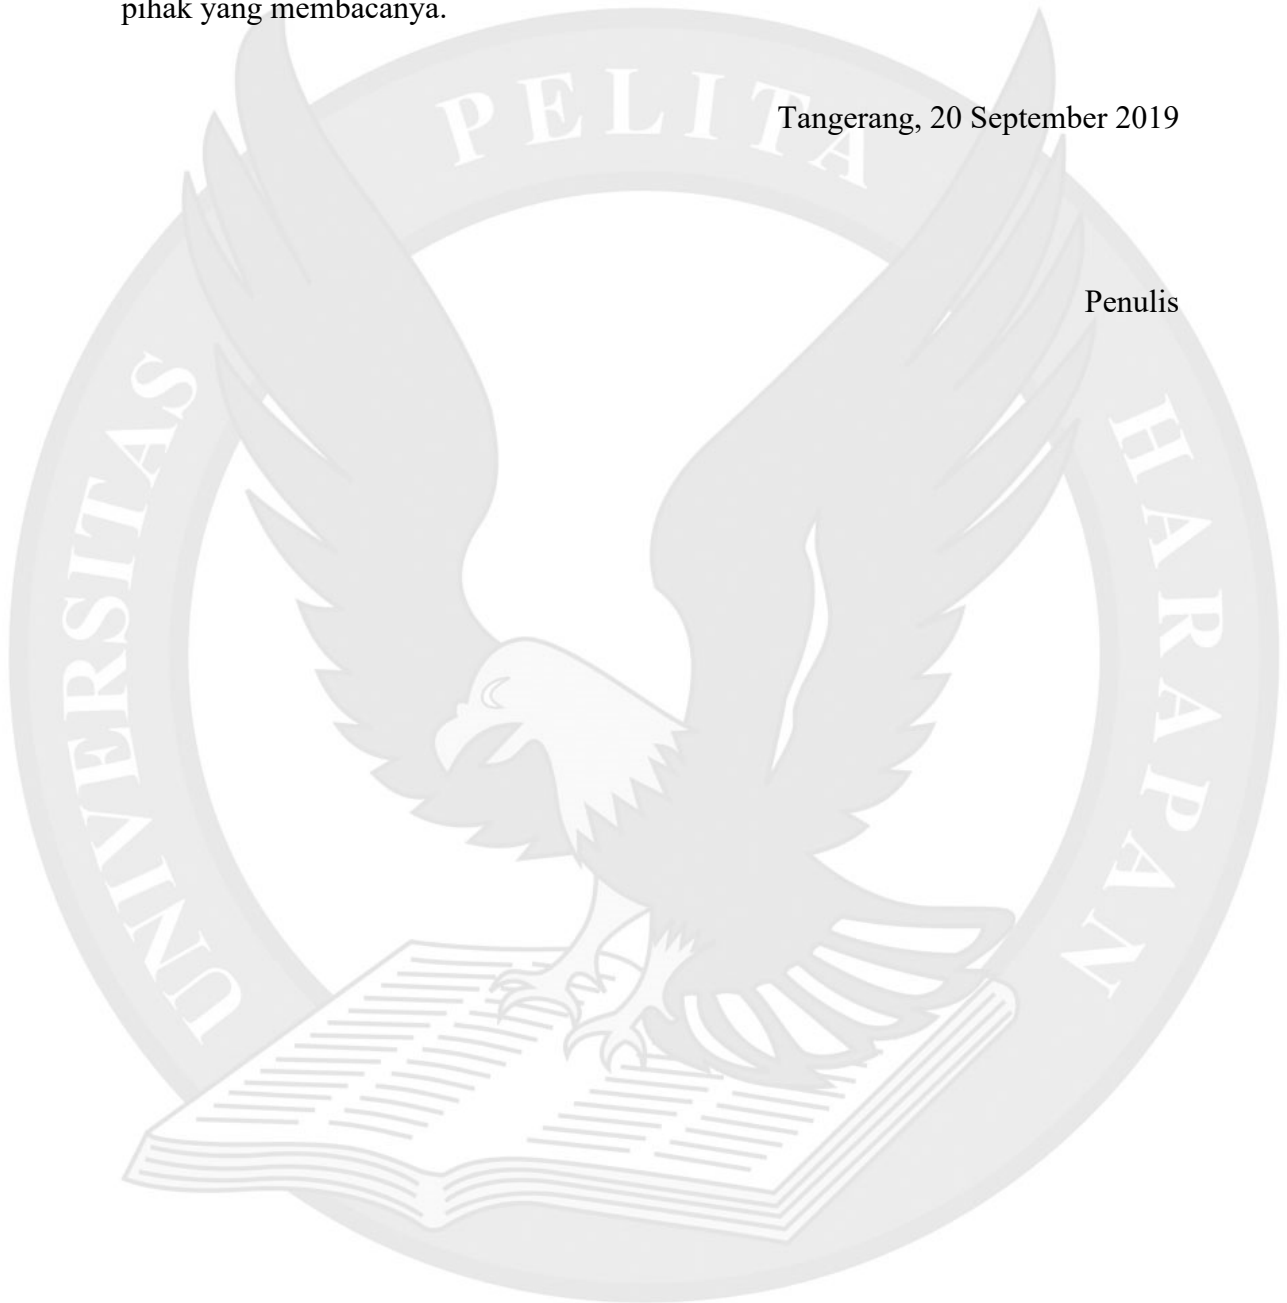 pihak yang membacanya.
Tangerang, 20 September 2019
Penulis
UNIVERSITAS PELITA HARAPAN